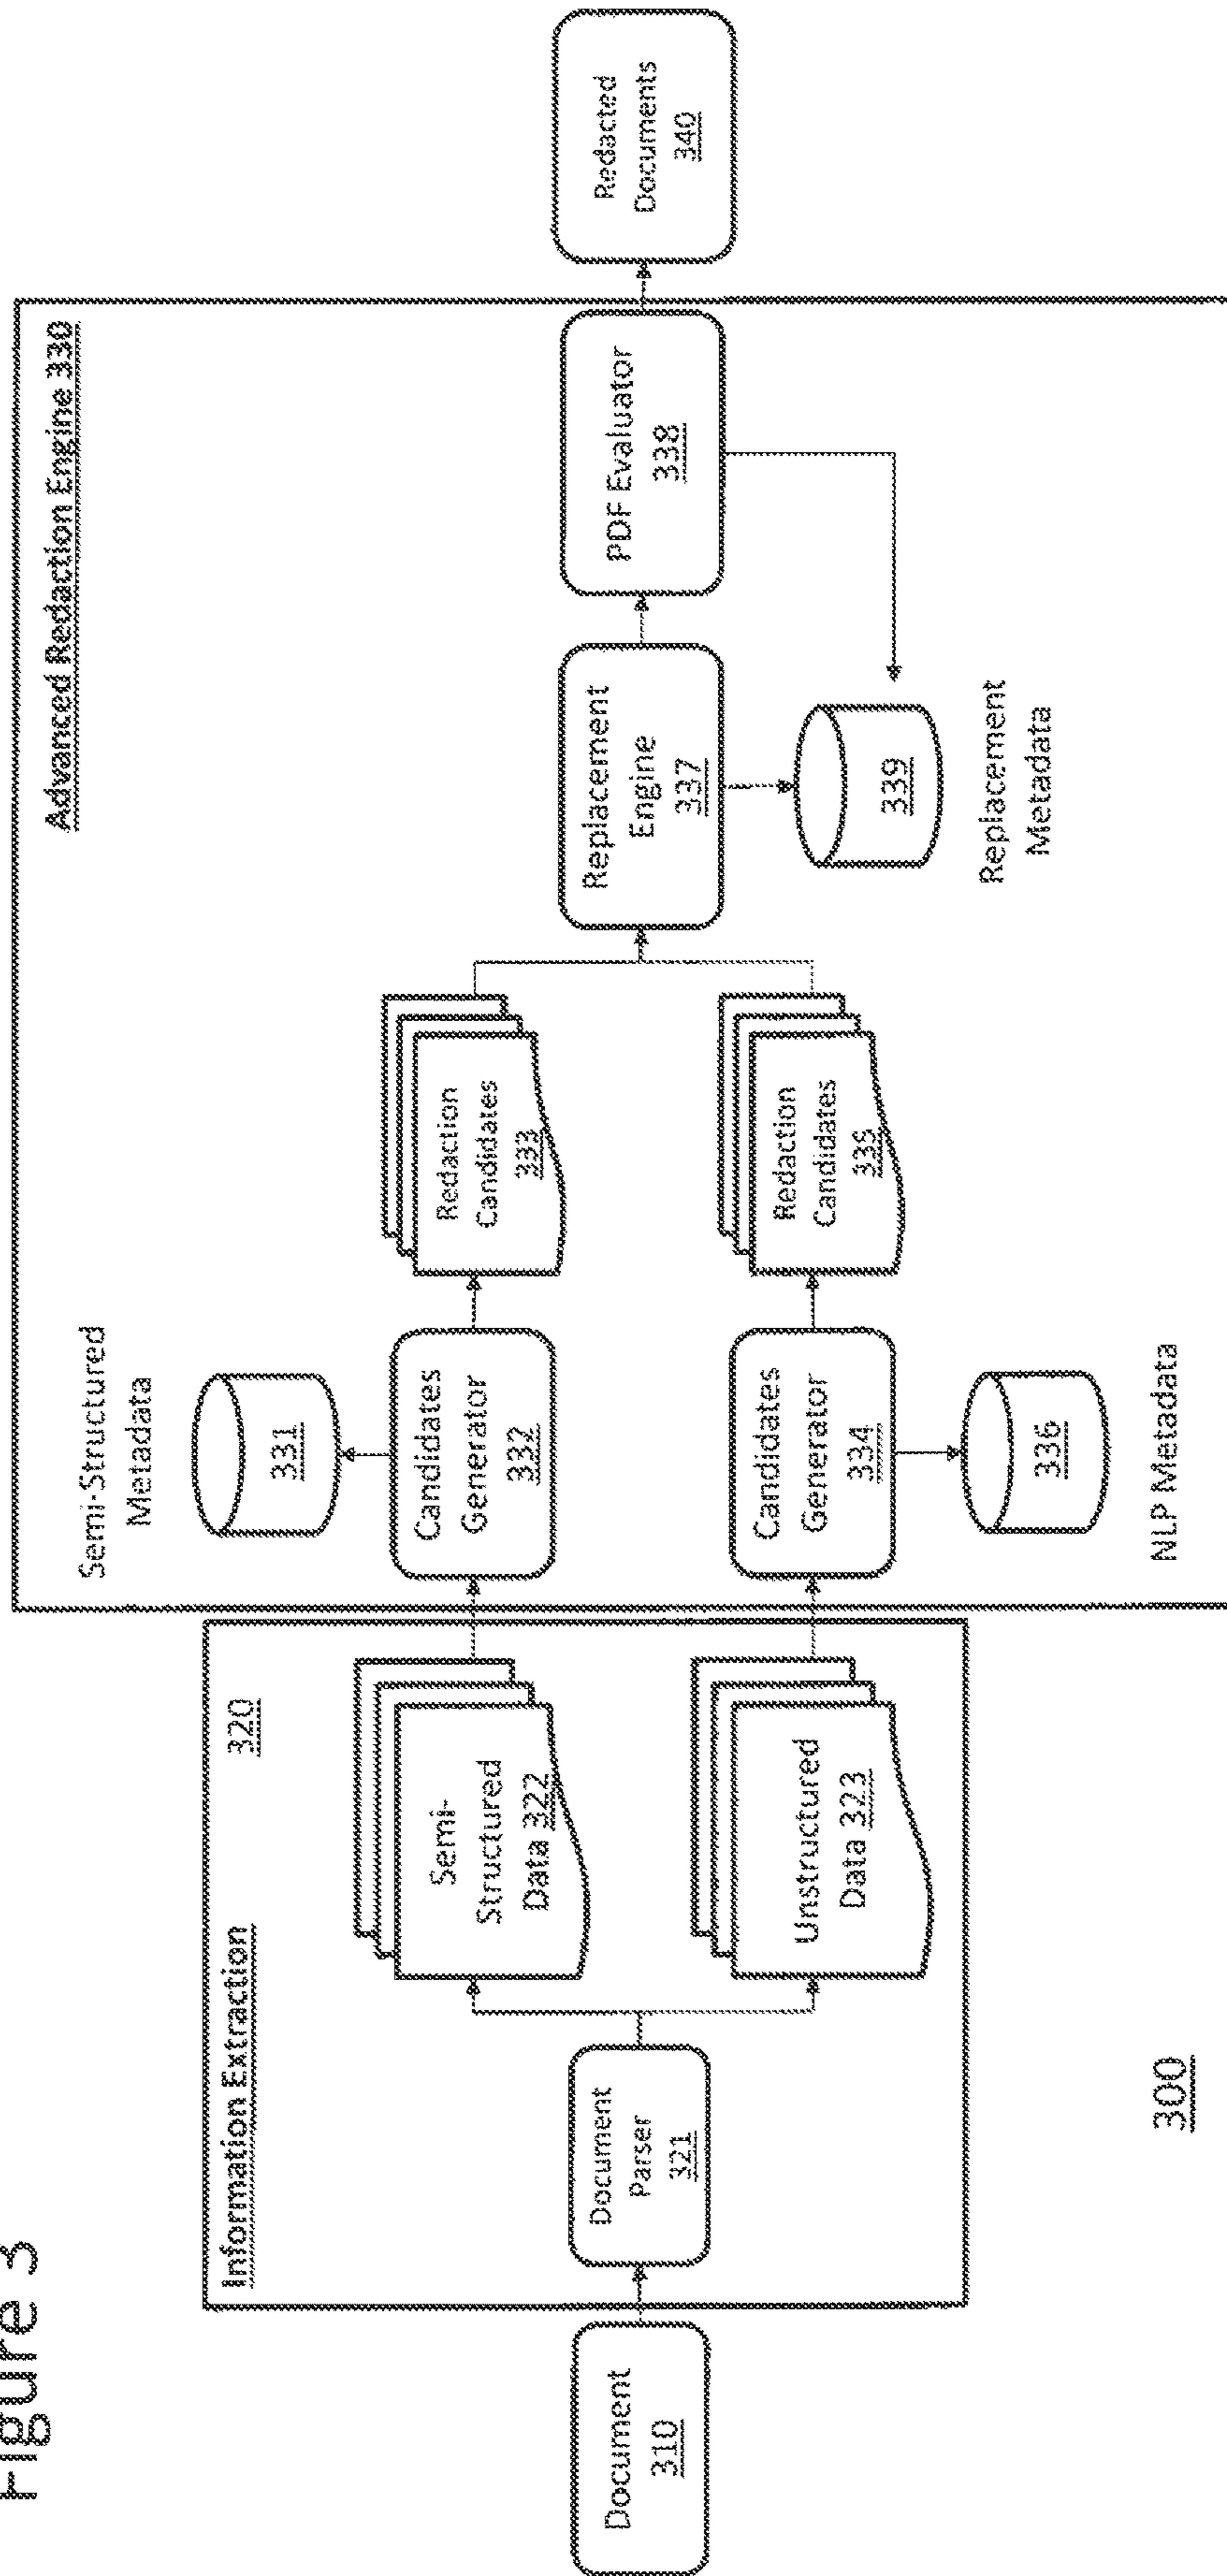 Figure 3
Document
310
Information Extraction
320
Document
Parser
321
Semi-
Structured
Data 322
Unstructured
Data 323
Advanced Redaction Engine 330
Semi-Structured
Metadata
331
Candidates
Generator
332
Redaction
Candidates
333
Candidates
Generator
334
Redaction
Candidates
335
336
NLP Metadata
Replacement
Engine
337
PDF Evaluator
338
339
Replacement
Metadata
Redacted
Documents
340
300